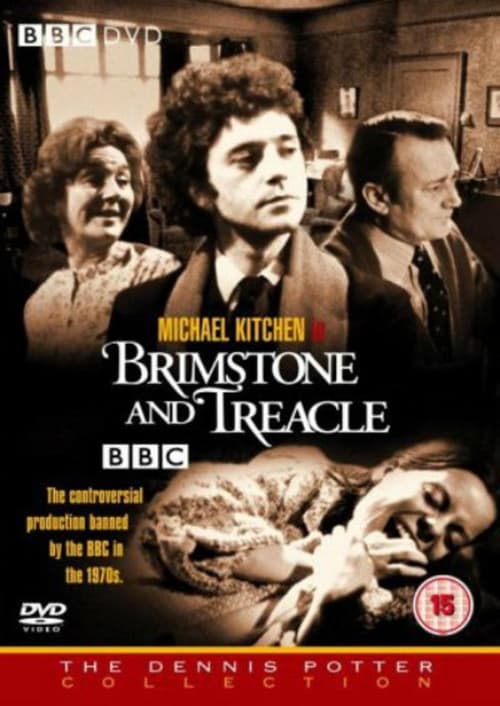 BBC DVD
MICHAEL KITCHEN in
BRIMSTONE
AND TREACLE
BBC
The controversial
production banned
by the BBC in
the 1970s.
DVD
VIDEO
15
THE DENNIS POTTER
COLLECTION